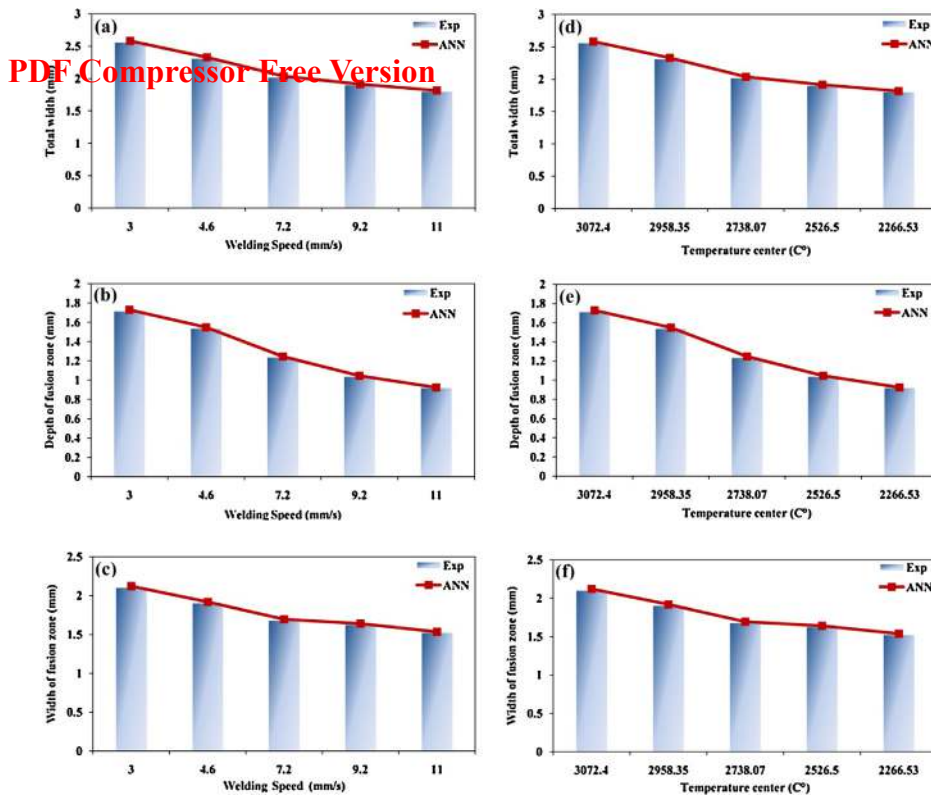 (a)
Exp
ANN
3
2.5
2
1.5
1
0.5
0
Total width (mm)
3 4.6 7.2 9.2 11
Welding Speed (mm/s)
(d)
Exp
ANN
3
2.5
2
1.5
1
0.5
0
Total width (mm)
3072.4 2958.35 2738.07 2526.5 2266.53
Temperature center (C°)
PDF Compressor Free Version
(b)
Exp
ANN
2
1.8
1.6
1.4
1.2
1
0.8
0.6
0.4
0.2
0
Depth of fusion zone (mm)
3 4.6 7.2 9.2 11
Welding Speed (mm/s)
(e)
Exp
ANN
2
1.8
1.6
1.4
1.2
1
0.8
0.6
0.4
0.2
0
Depth of fusion zone (mm)
3072.4 2958.35 2738.07 2526.5 2266.53
Temperature center (C°)
(c)
Exp
ANN
2.5
2
1.5
1
0.5
0
Width of fusion zone (mm)
3 4.6 7.2 9.2 11
Welding Speed (mm/s)
(f)
Exp
ANN
2.5
2
1.5
1
0.5
0
Width of fusion zone (mm)
3072.4 2958.35 2738.07 2526.5 2266.53
Temperature center (C°)